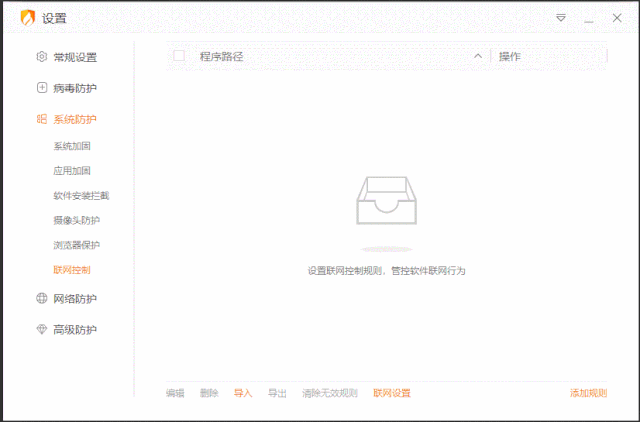 设置
常规设置
程序路径 操作
病毒防护
系统防护
系统加固
应用加固
软件安装拦截
摄像头防护
浏览器保护
联网控制
设置联网控制规则，管控软件联网行为
网络防护
高级防护
编辑 删除 导入 导出 清除无效规则 联网设置 添加规则